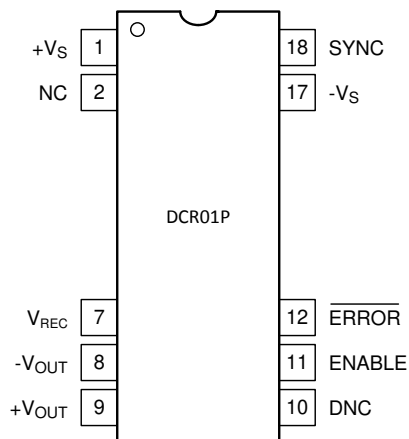 +VS 1 18 SYNC
NC 2 17 -VS
DCR01P
VREC 7 12 ERROR
-VOUT 8 11 ENABLE
+VOUT 9 10 DNC